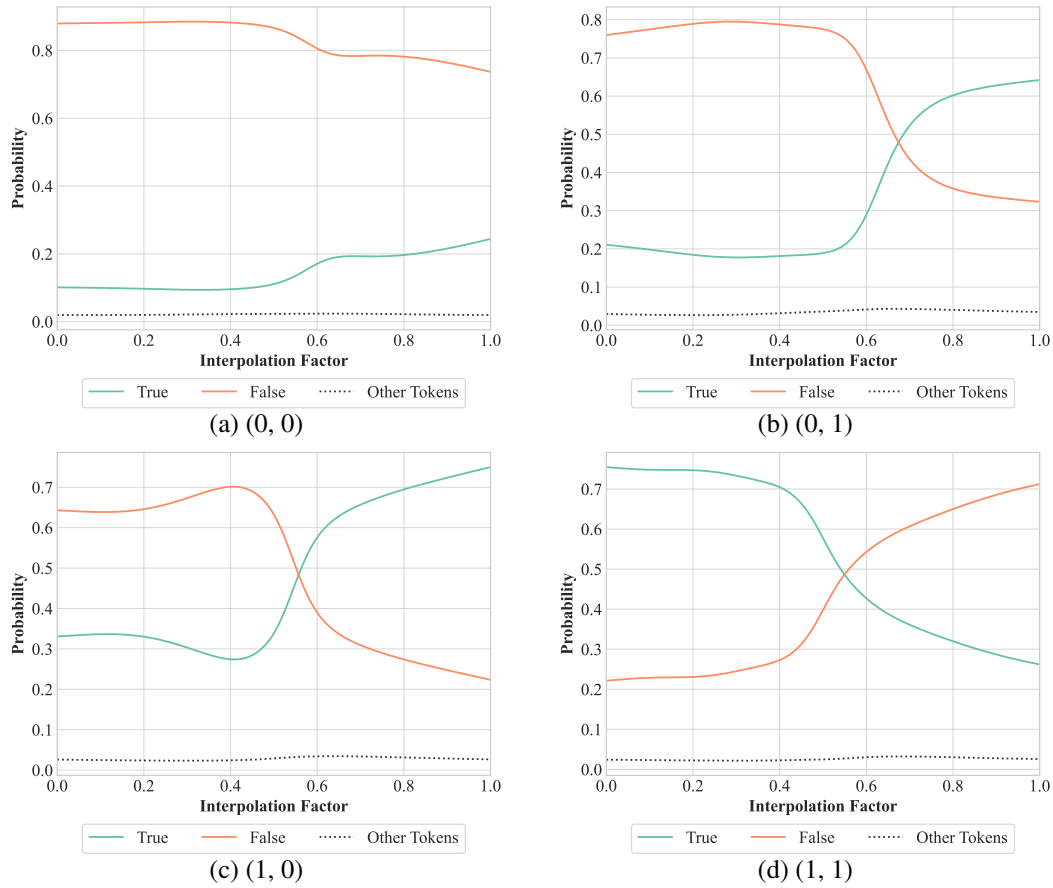 0.8
0.6
0.4
0.2
0.0
Probability
0.0 0.2 0.4 0.6 0.8 1.0
Interpolation Factor
True False Other Tokens
(a) (0, 0)
0.8
0.7
0.6
0.5
0.4
0.3
0.2
0.1
0.0
Probability
0.0 0.2 0.4 0.6 0.8 1.0
Interpolation Factor
True False Other Tokens
(b) (0, 1)
0.7
0.6
0.5
0.4
0.3
0.2
0.1
0.0
Probability
0.0 0.2 0.4 0.6 0.8 1.0
Interpolation Factor
True False Other Tokens
(c) (1, 0)
0.7
0.6
0.5
0.4
0.3
0.2
0.1
0.0
Probability
0.0 0.2 0.4 0.6 0.8 1.0
Interpolation Factor
True False Other Tokens
(d) (1, 1)